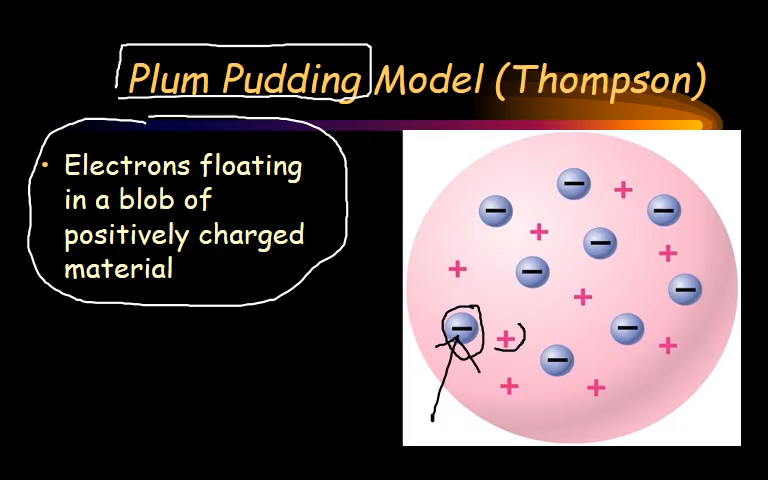 Plum Pudding Model (Thompson)
• Electrons floating
in a blob of
positively charged
material